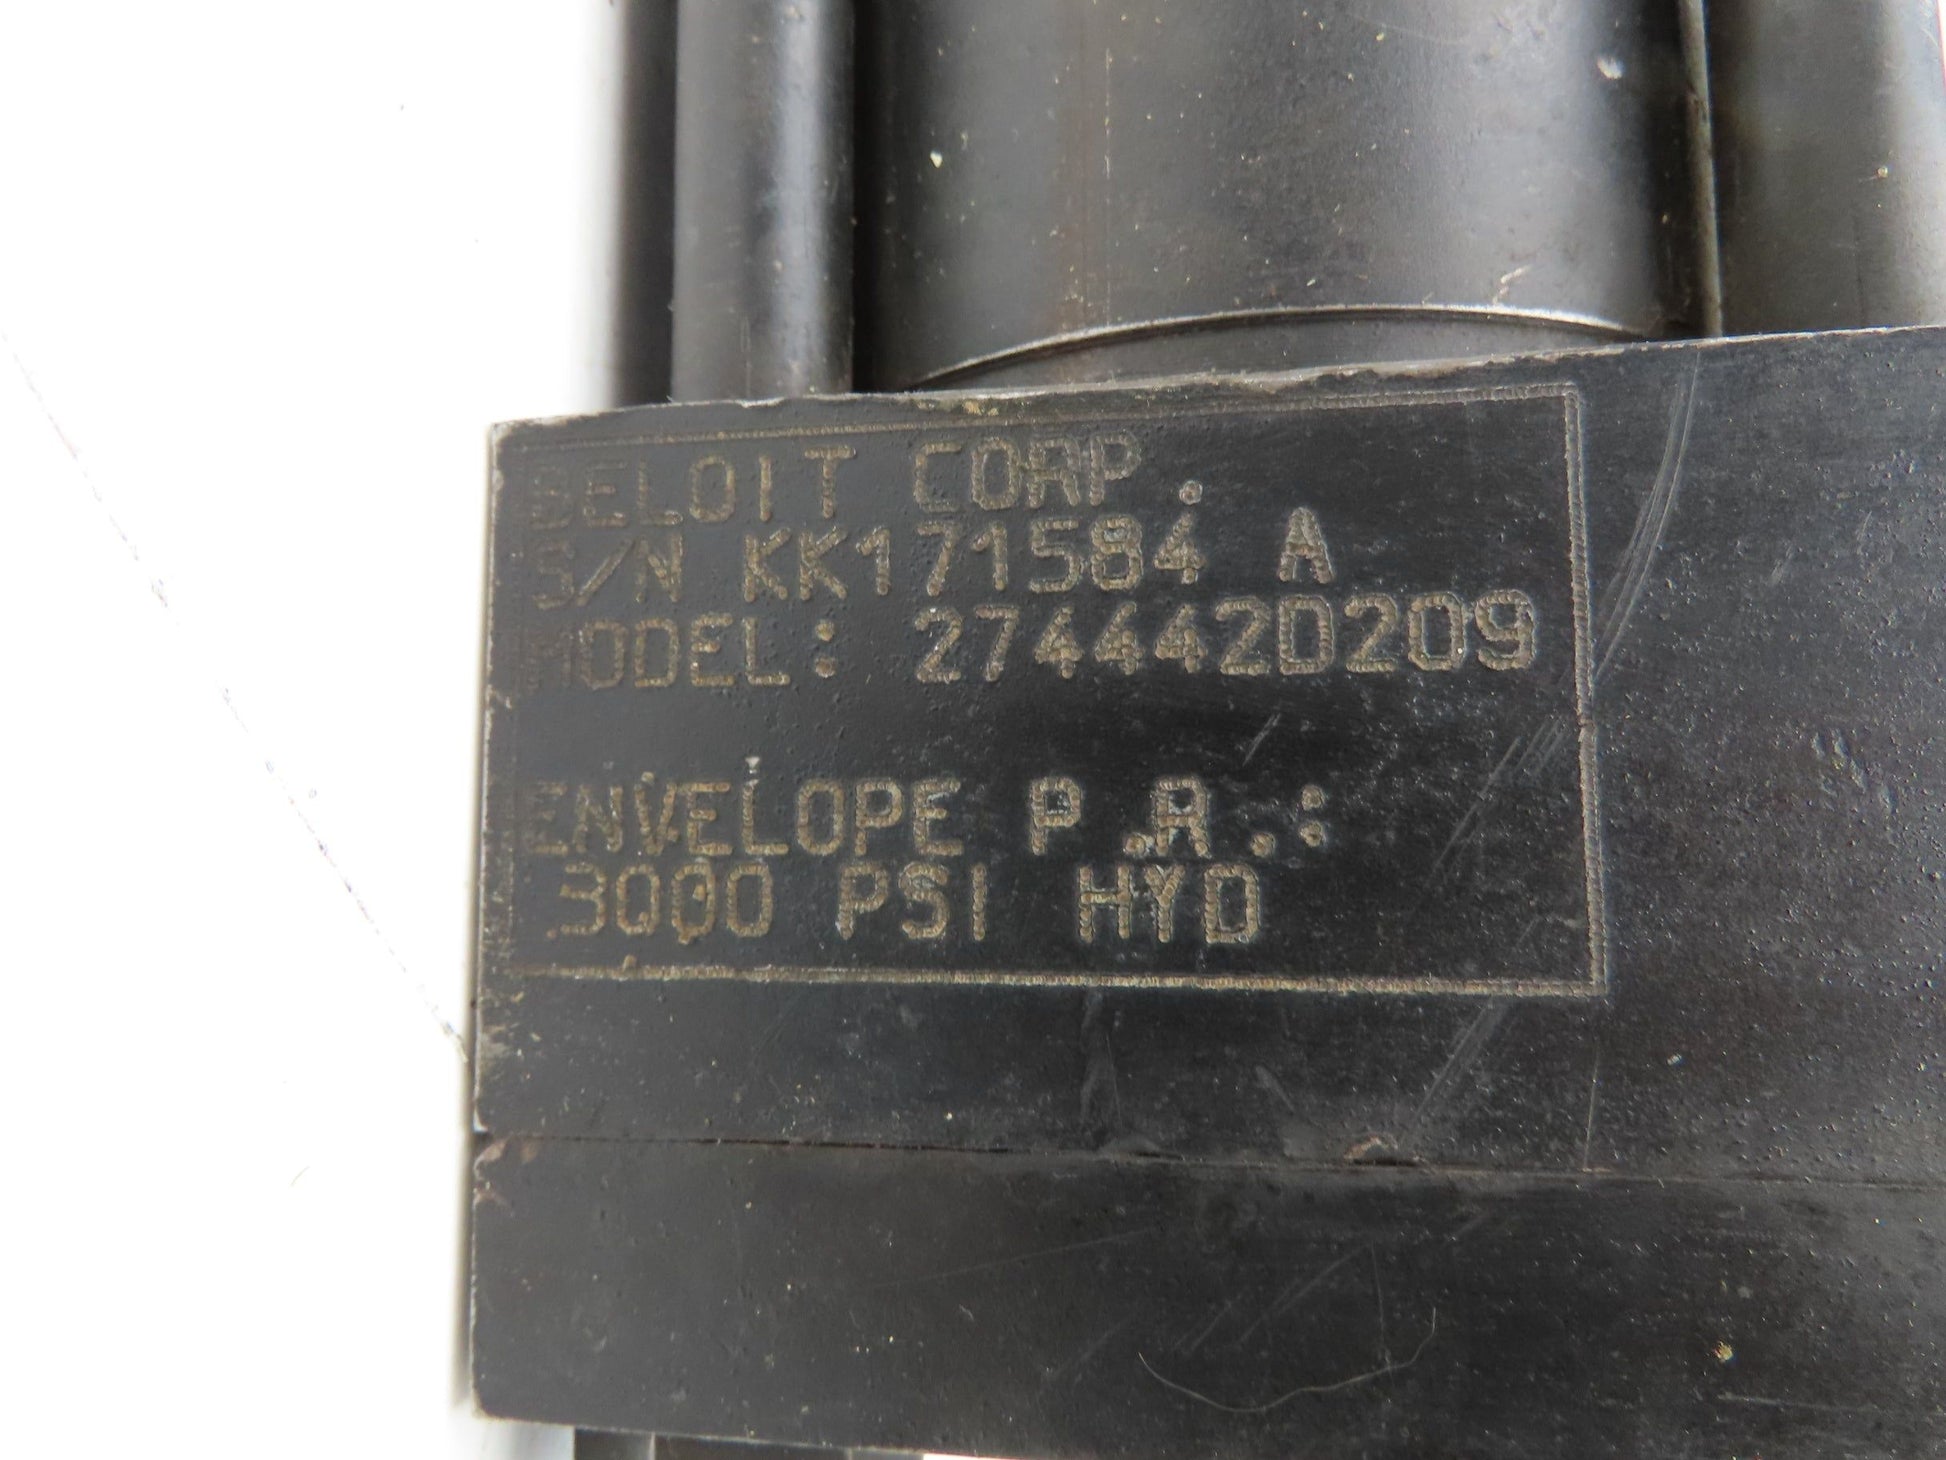 BELOIT CORP.
S/N KK171584 A
MODEL: 274442D209
ENVELOPE P.R.:
3000 PSI HYD